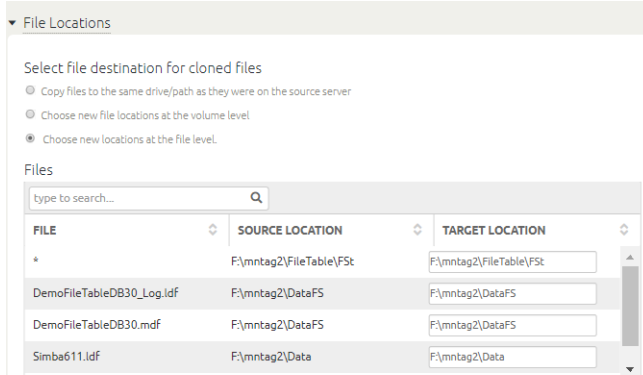 File Locations
Select file destination for cloned files
Copy files to the same drive/path as they were on the source server
Choose new file locations at the volume level
Choose new locations at the file level.
Files
type to search...
FILE SOURCE LOCATION TARGET LOCATION
* F:\mntag2\FileTable\FSt F:\mntag2\FileTable\FSt
DemoFileTableDB30_Log.ldf F:\mntag2\DataFS F:\mntag2\DataFS
DemoFileTableDB30.mdf F:\mntag2\DataFS F:\mntag2\DataFS
Simba611.ldf F:\mntag2\Data F:\mntag2\Data